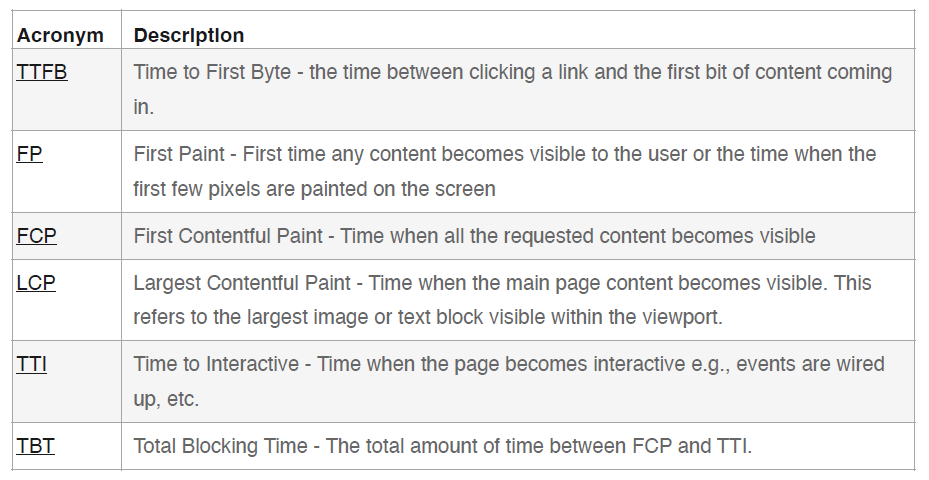 Acronym Description
TTFB Time to First Byte - the time between clicking a link and the first bit of content coming
in.
FP First Paint - First time any content becomes visible to the user or the time when the
first few pixels are painted on the screen
FCP First Contentful Paint - Time when all the requested content becomes visible
LCP Largest Contentful Paint - Time when the main page content becomes visible. This
refers to the largest image or text block visible within the viewport.
TTI Time to Interactive - Time when the page becomes interactive e.g., events are wired
up, etc.
TBT Total Blocking Time - The total amount of time between FCP and TTI.